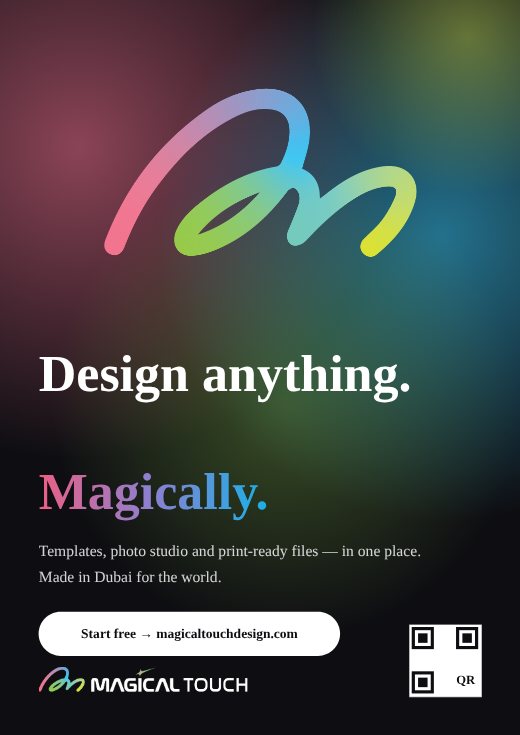 Design anything.
Magically.
Templates, photo studio and print-ready files — in one place.
Made in Dubai for the world.
Start free → magicaltouchdesign.com
MAGICAL TOUCH
QR